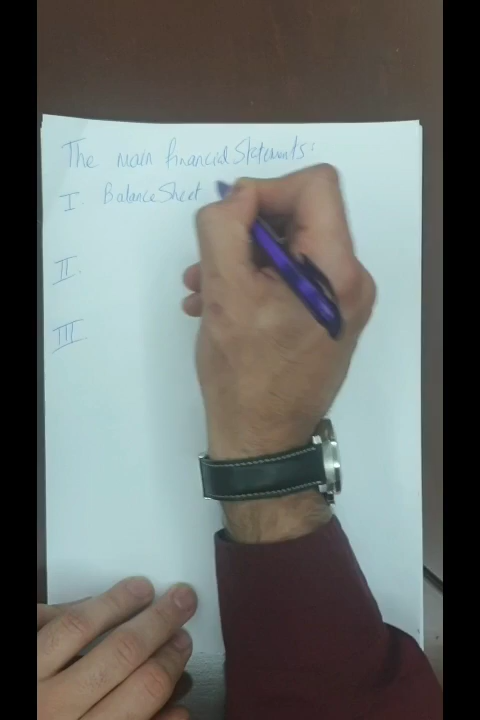 The main financial Statements:
I. Balance Sheet
II.
III